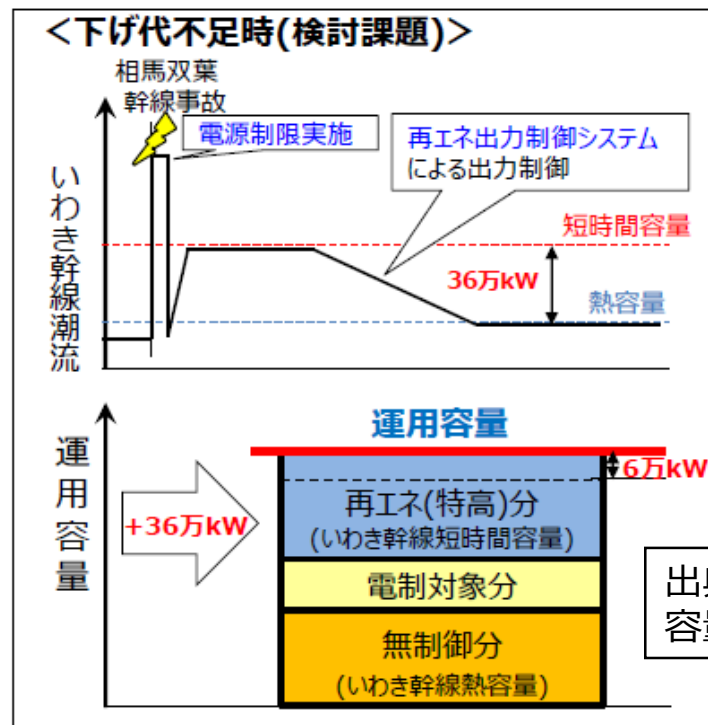 ＜下げ代不足時(検討課題)＞
相馬双葉
幹線事故
電源制限実施
再エネ出力制御システム
による出力制御
いわき幹線潮流
短時間容量
36万kW
熱容量
運用容量
6万kW
運用容量
+36万kW
再エネ(特高)分
(いわき幹線短時間容量)
電制対象分
無制御分
(いわき幹線熱容量)
出
容